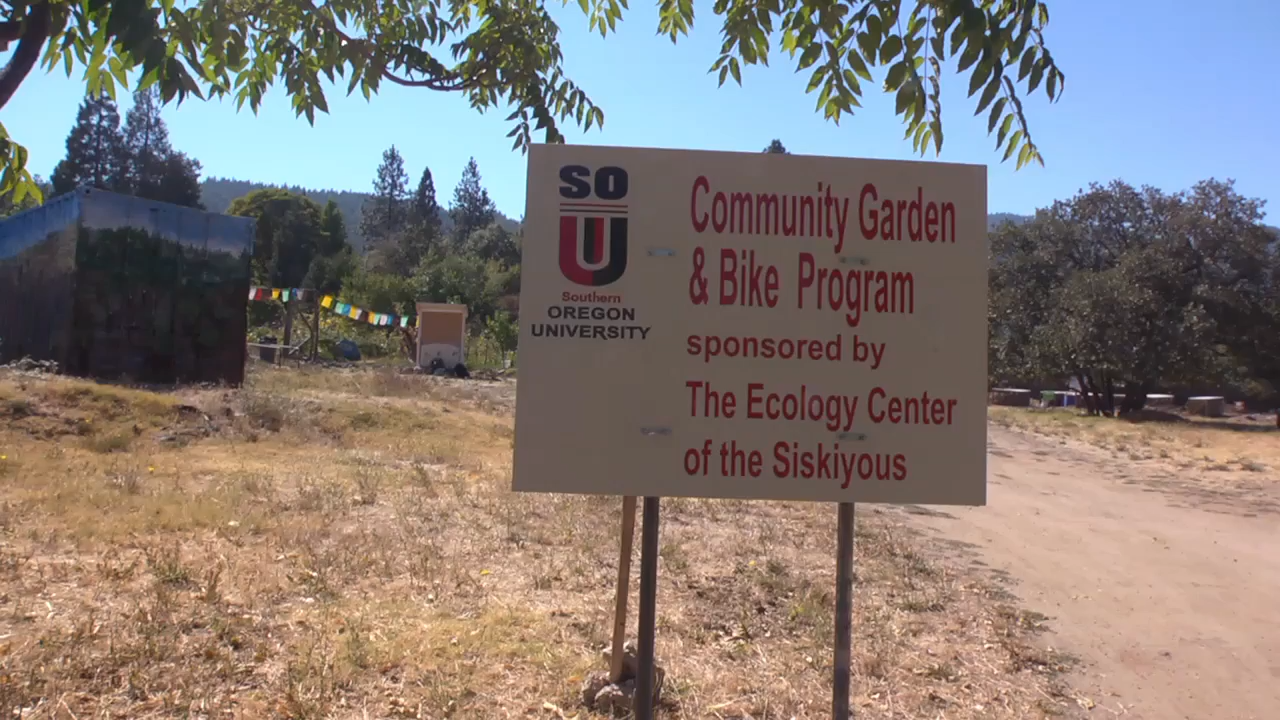 SO
U
Southern
OREGON
UNIVERSITY
Community Garden
& Bike Program
sponsored by
The Ecology Center
of the Siskiyous